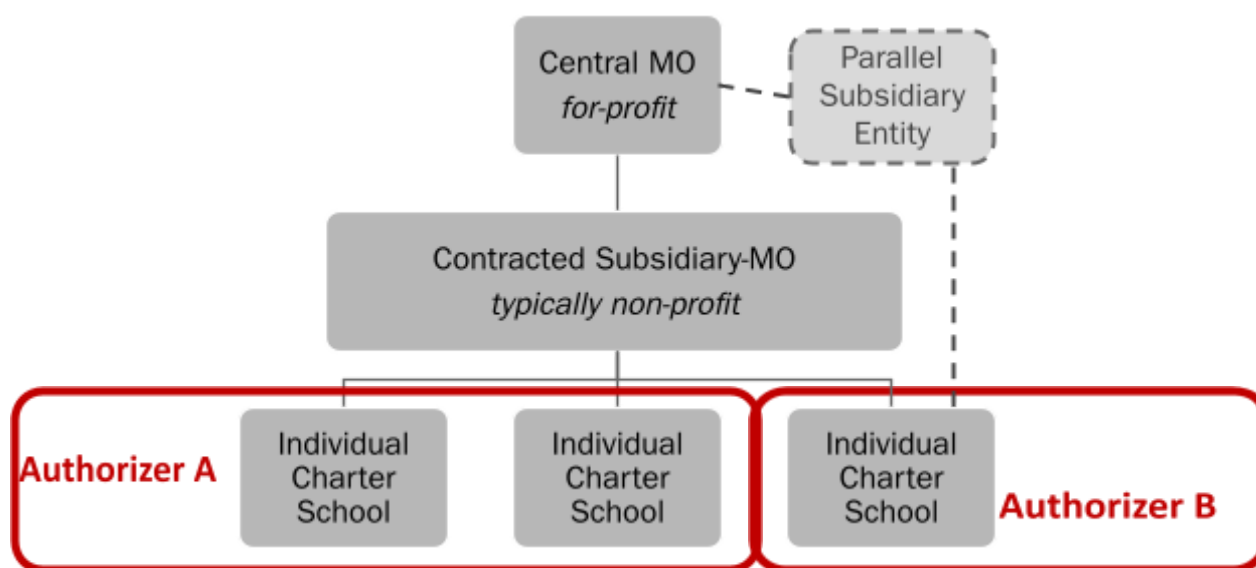 Central MO
for-profit
Parallel
Subsidiary
Entity
Contracted Subsidiary-MO
typically non-profit
Authorizer A
Individual
Charter
School
Individual
Charter
School
Individual
Charter
School
Authorizer B